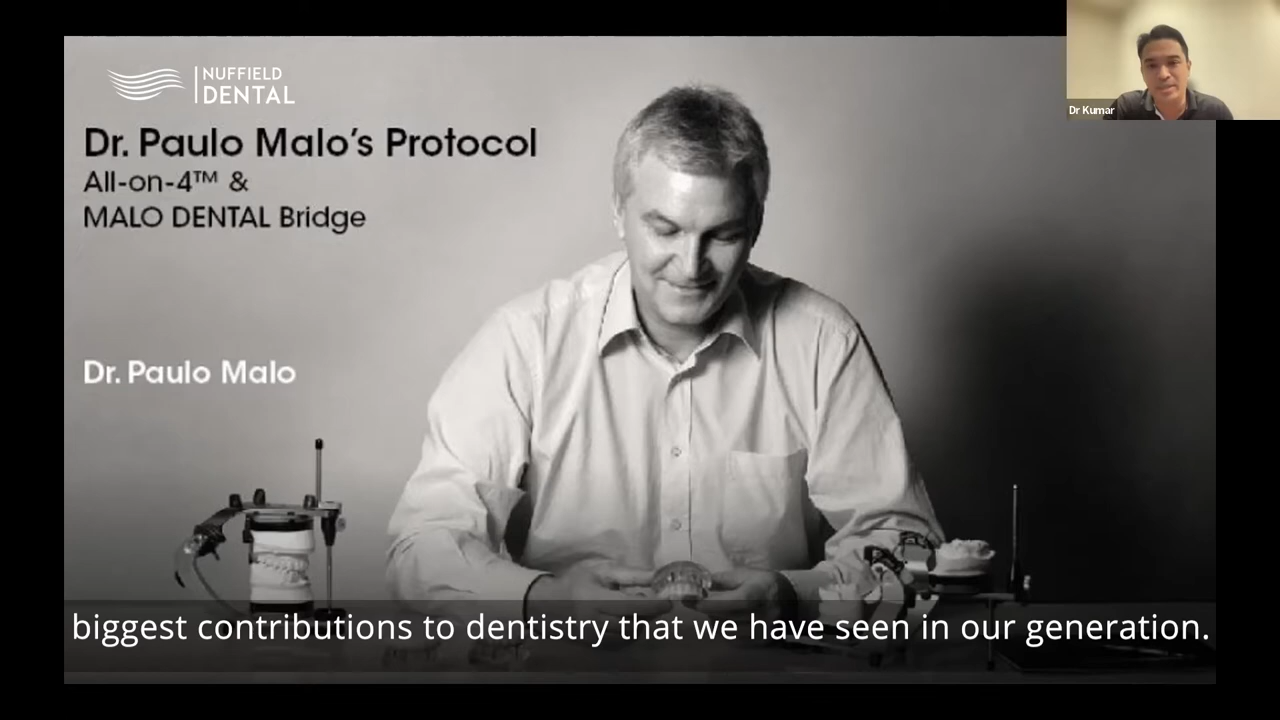 NUFFIELD
DENTAL
Dr Kumar
Dr. Paulo Malo's Protocol
All-on-4™ &
MALO DENTAL Bridge
Dr. Paulo Malo
biggest contributions to dentistry that we have seen in our generation.